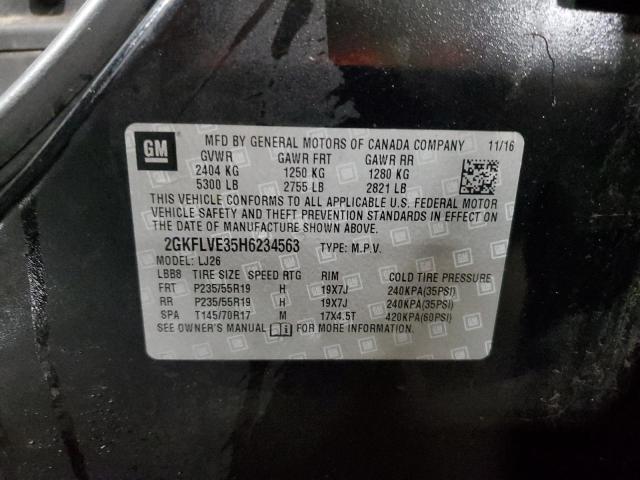 GM MFD BY GENERAL MOTORS OF CANADA COMPANY 11/16
GVWR GAWR FRT GAWR RR
2404 KG 1250 KG 1280 KG
5300 LB 2755 LB 2821 LB
THIS VEHICLE CONFORMS TO ALL APPLICABLE U.S. FEDERAL MOTOR
VEHICLE SAFETY AND THEFT PREVENTION STANDARDS IN EFFECT ON
THE DATE OF MANUFACTURE SHOWN ABOVE.
2GKFLVE35H6234563 TYPE: M.P.V.
MODEL: LJ26
LBB8 TIRE SIZE SPEED RTG RIM COLD TIRE PRESSURE
FRT P235/55R19 H 19X7J 240KPA(35PSI)
RR P235/55R19 H 19X7J 240KPA(35PSI)
SPA T145/70R17 M 17X4.5T 420KPA(60PSI)
SEE OWNER'S MANUAL FOR MORE INFORMATION.